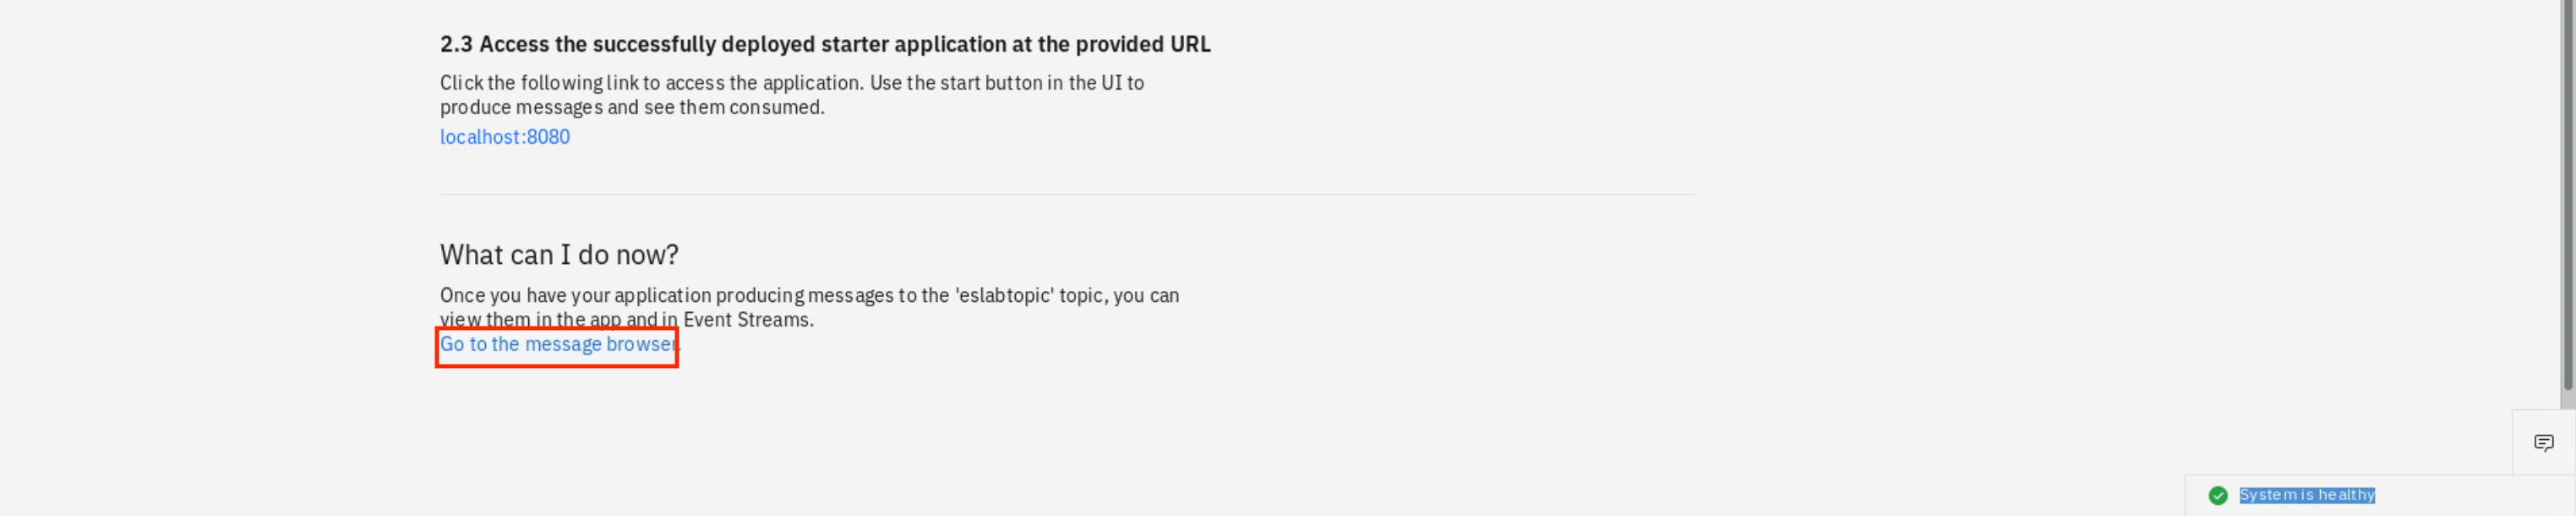 2.3 Access the successfully deployed starter application at the provided URL
Click the following link to access the application. Use the start button in the UI to
produce messages and see them consumed.
localhost:8080
What can I do now?
Once you have your application producing messages to the 'eslabtopic' topic, you can
view them in the app and in Event Streams.
Go to the message browser.
System is healthy